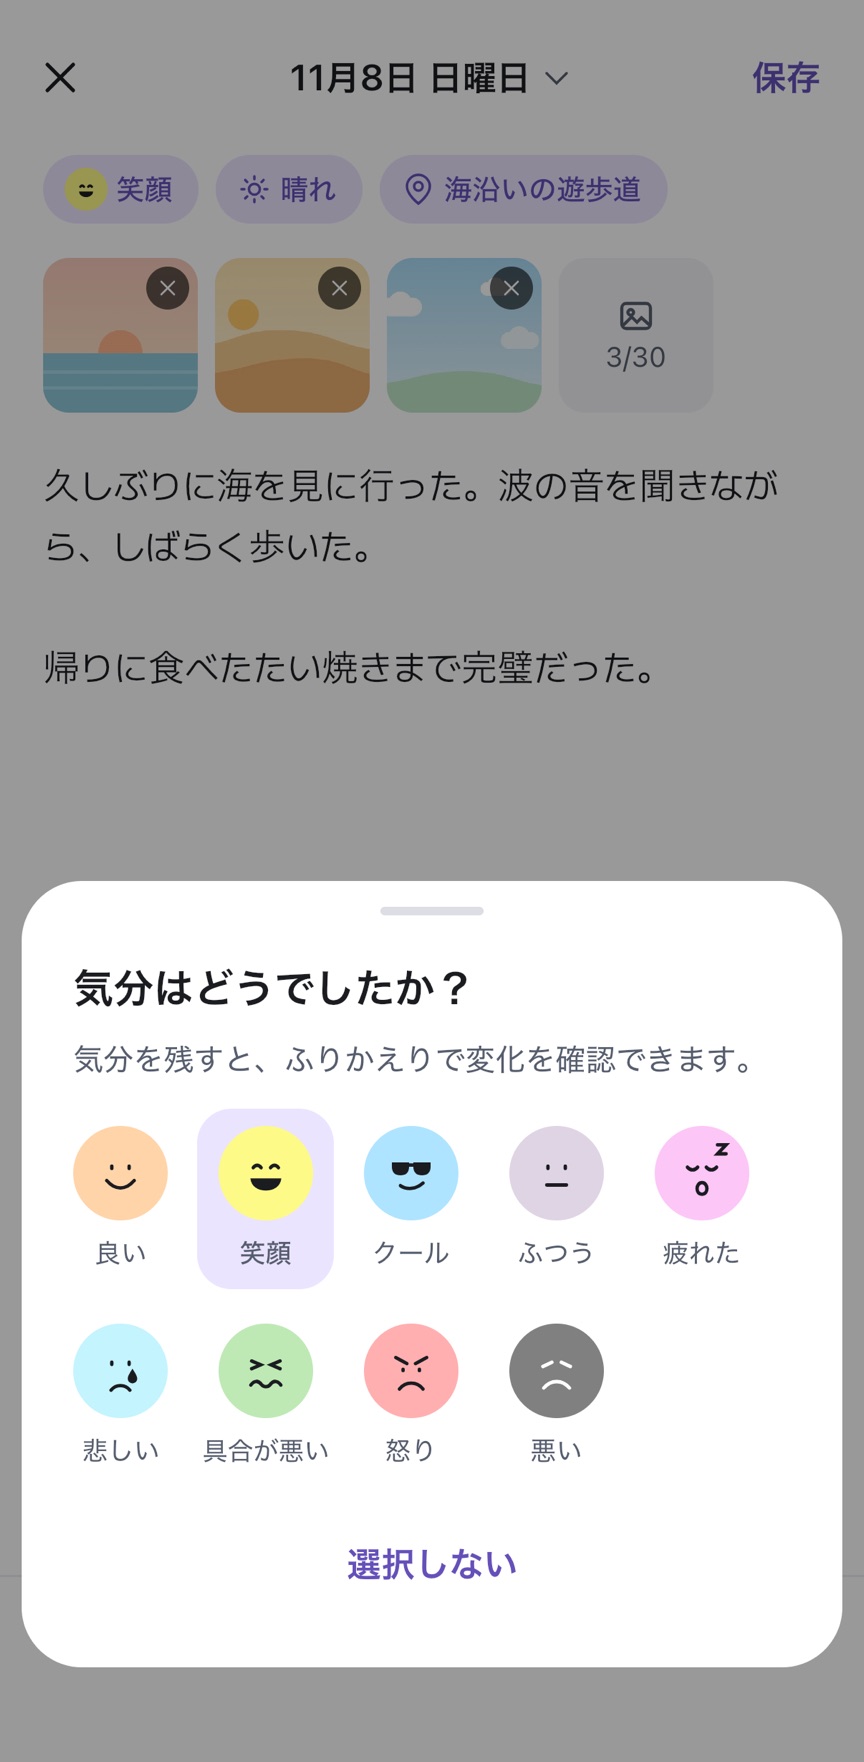 11月8日 日曜日
保存
笑顔
晴れ
海沿いの遊歩道
3/30
久しぶりに海を見に行った。波の音を聞きなが
ら、しばらく歩いた。
帰りに食べたたい焼きまで完璧だった。
気分はどうでしたか？
気分を残すと、ふりかえりで変化を確認できます。
良い
笑顔
クール
ふつう
疲れた
悲しい
具合が悪い
怒り
悪い
選択しない